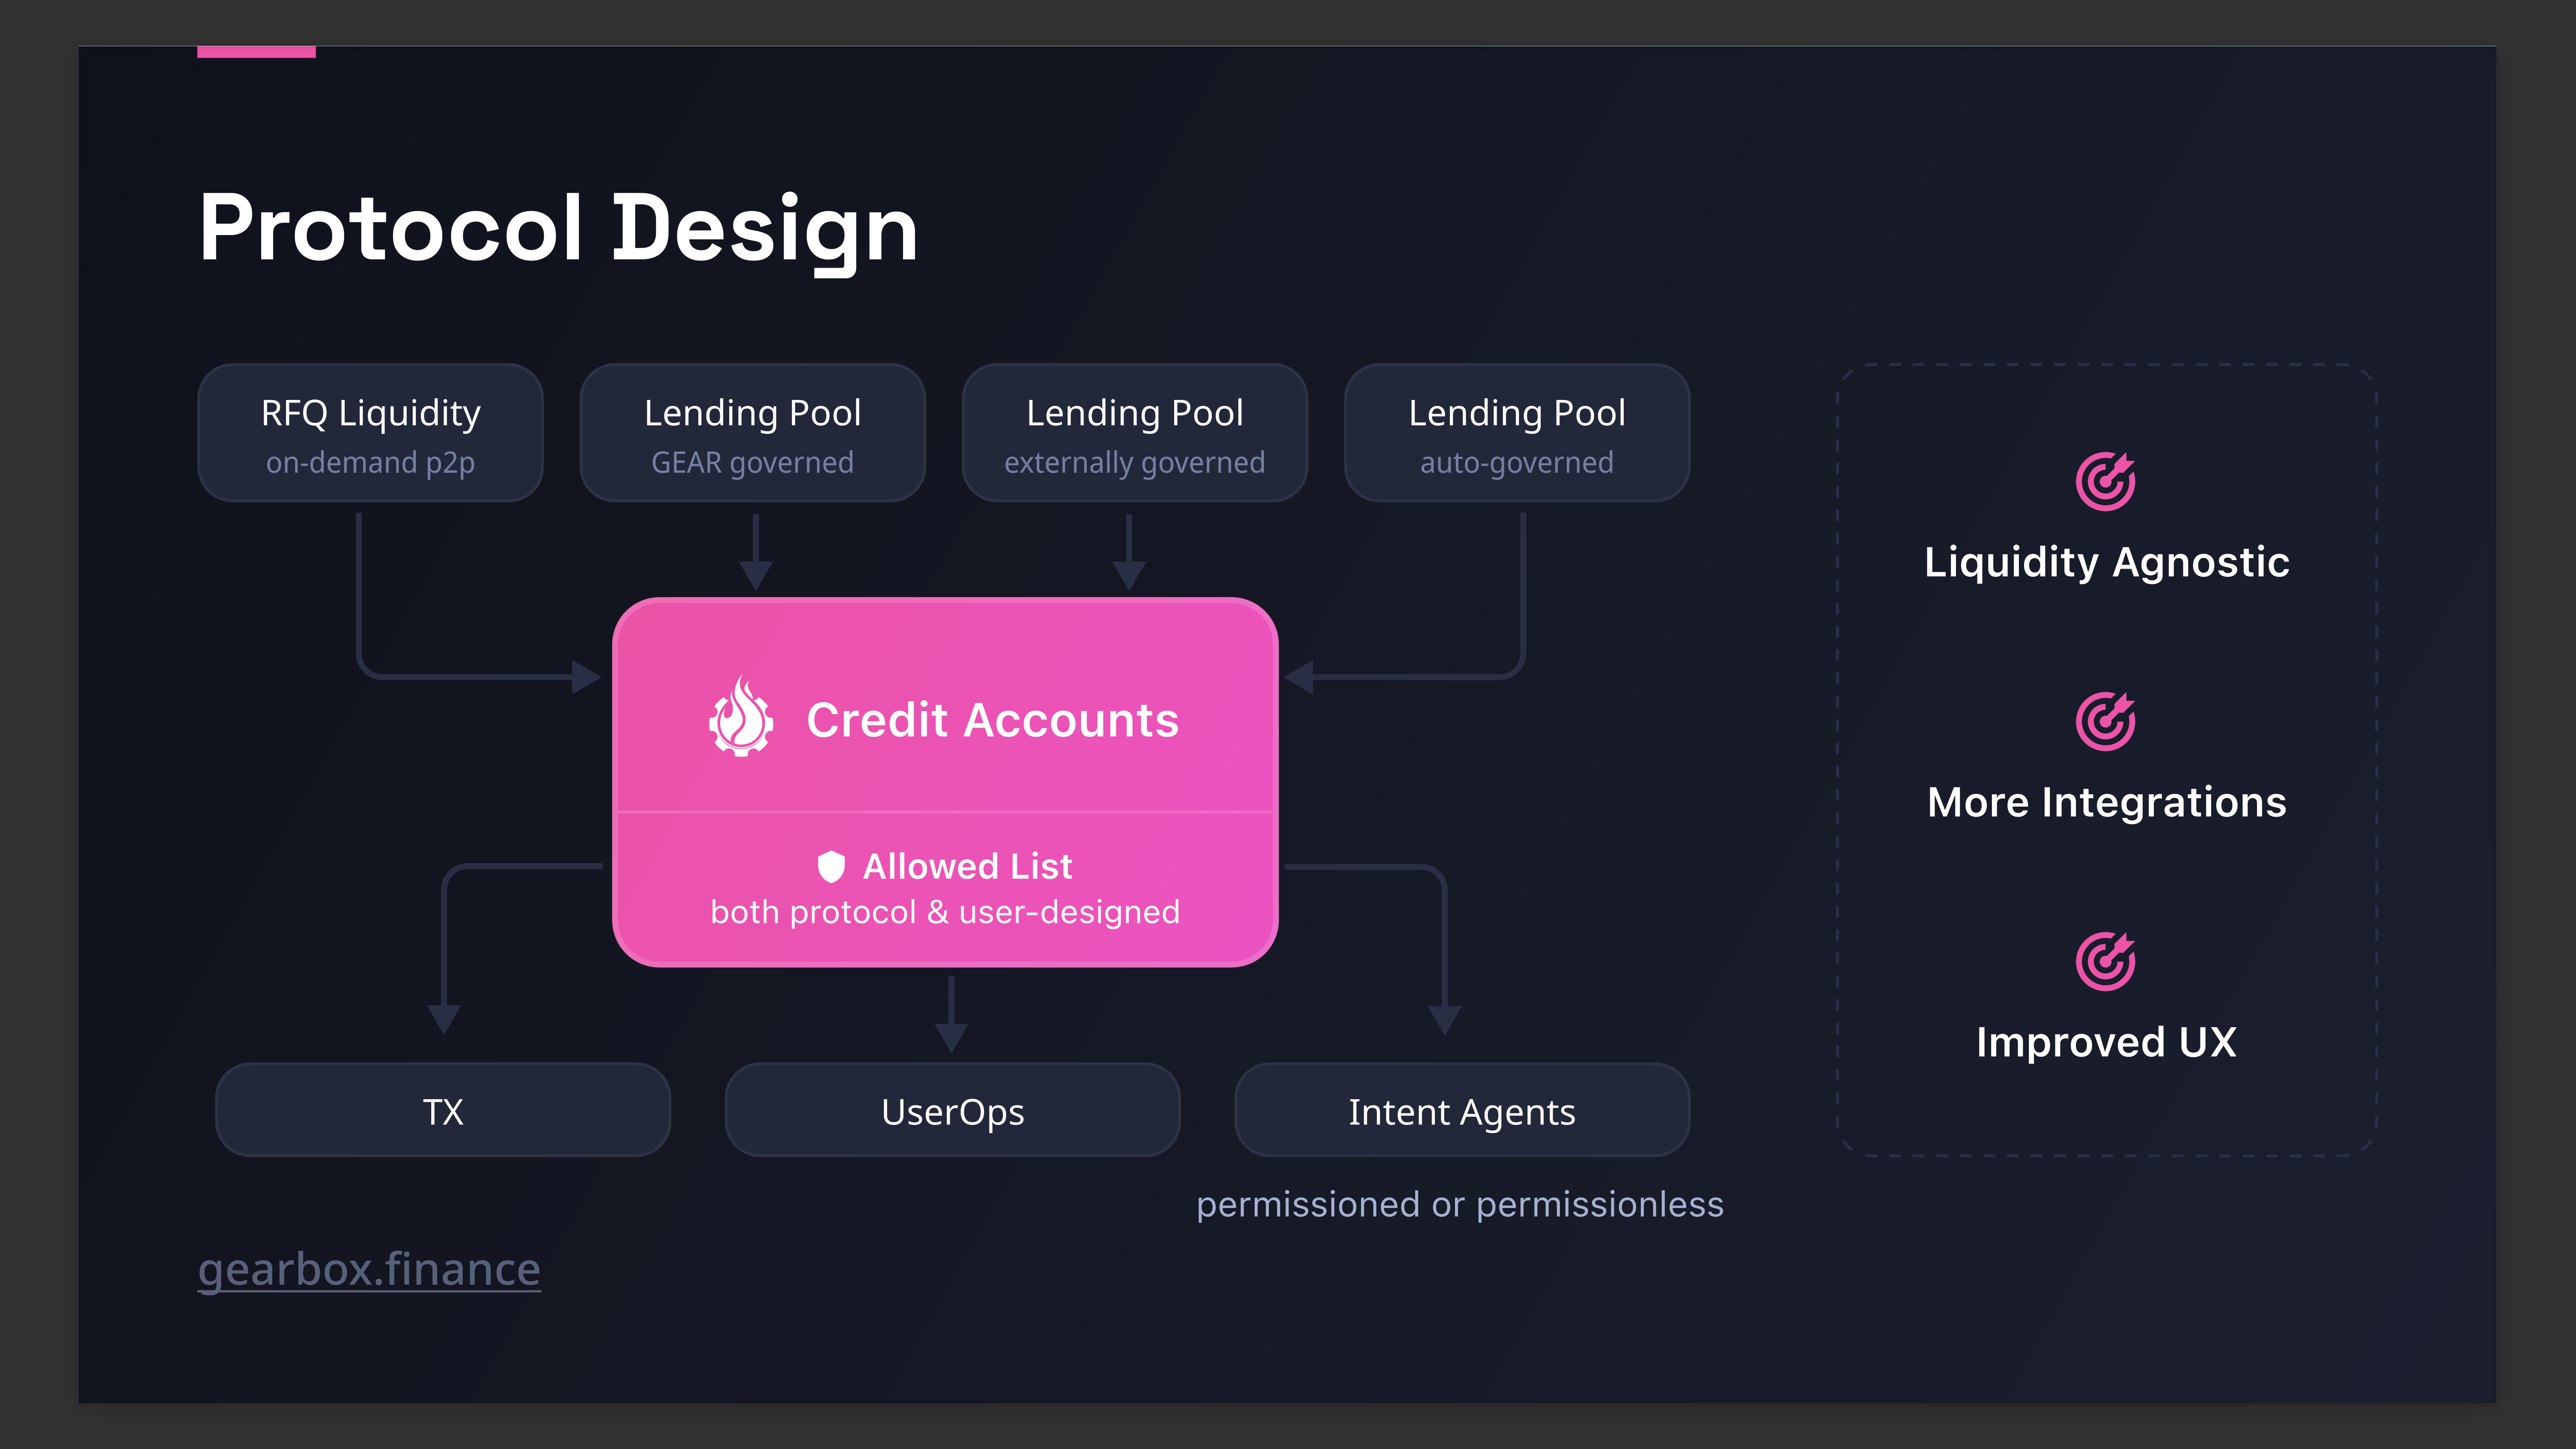 Protocol Design
RFQ Liquidity
on-demand p2p
Lending Pool
GEAR governed
Lending Pool
externally governed
Lending Pool
auto-governed
Credit Accounts
Allowed List
both protocol & user-designed
TX
UserOps
Intent Agents
permissioned or permissionless
Liquidity Agnostic
More Integrations
Improved UX
gearbox.finance